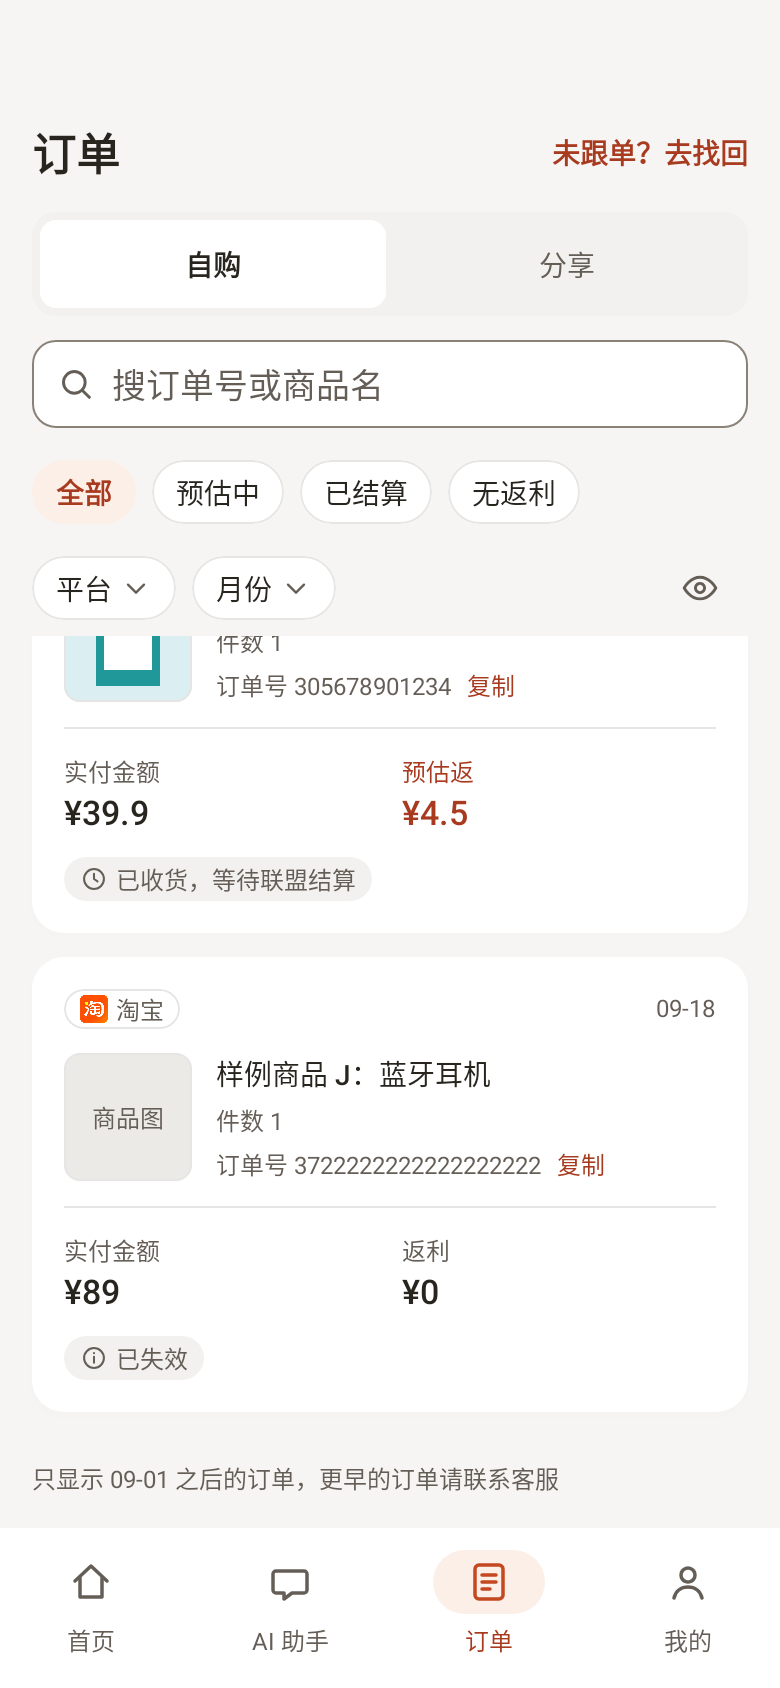 订单
未跟单？去找回
自购
分享
搜订单号或商品名
全部
预估中
已结算
无返利
平台
月份
件数 1
订单号 305678901234 复制
实付金额
预估返
¥39.9
¥4.5
已收货，等待联盟结算
淘
淘宝
09-18
商品图
样例商品 J：蓝牙耳机
件数 1
订单号 3722222222222222222 复制
实付金额
返利
¥89
¥0
已失效
只显示 09-01 之后的订单，更早的订单请联系客服
首页
AI 助手
订单
我的